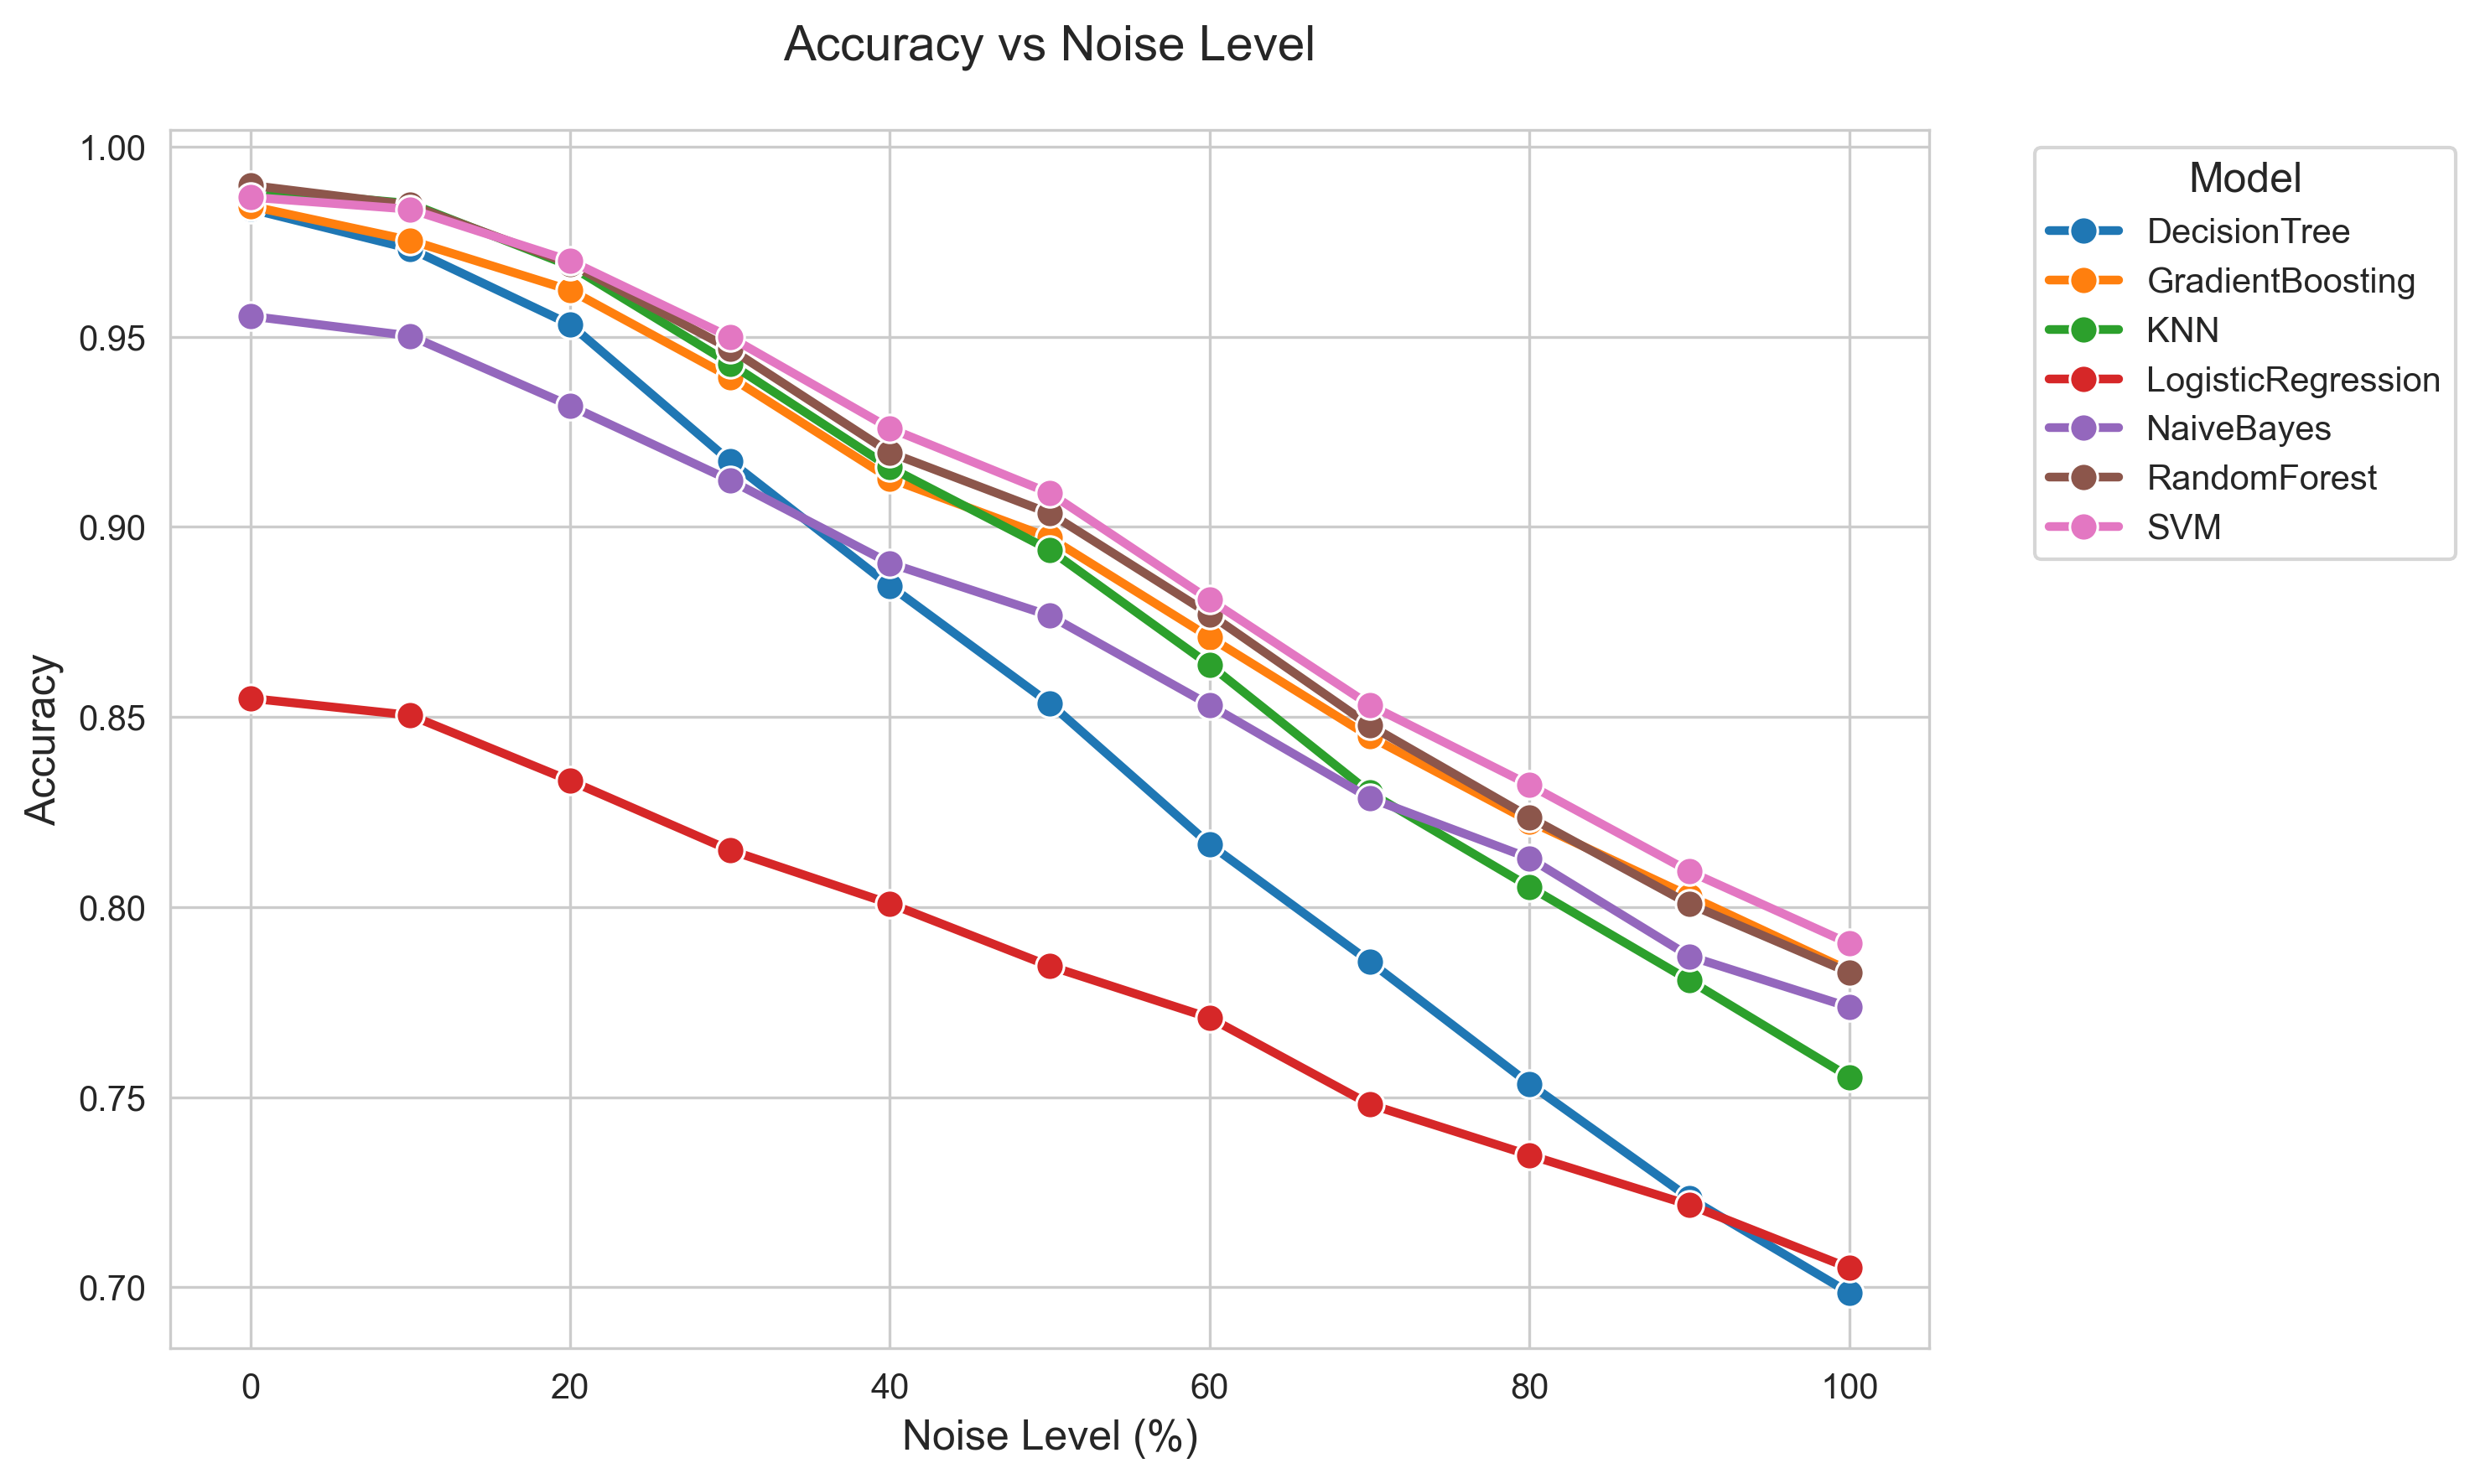 Accuracy vs Noise Level
1.00
0.95
0.90
0.85
0.80
0.75
0.70
Accuracy
0 20 40 60 80 100
Noise Level (%)
Model
DecisionTree
GradientBoosting
KNN
LogisticRegression
NaiveBayes
RandomForest
SVM